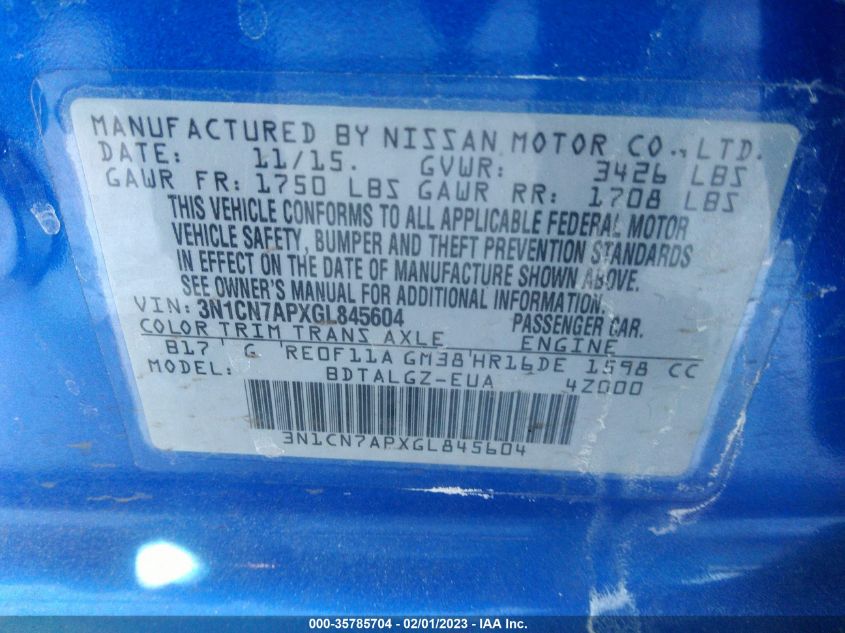 MANUFACTURED BY NISSAN MOTOR CO., LTD.
DATE: 11/15. GVWR: 3426 LBS
GAWR FR: 1750 LBS GAWR RR: 1708 LBS
THIS VEHICLE CONFORMS TO ALL APPLICABLE FEDERAL MOTOR
VEHICLE SAFETY, BUMPER AND THEFT PREVENTION STANDARDS
IN EFFECT ON THE DATE OF MANUFACTURE SHOWN ABOVE.
SEE OWNER'S MANUAL FOR ADDITIONAL INFORMATION.
VIN: 3N1CN7APXGL845604 PASSENGER CAR.
COLOR TRIM TRANS AXLE ENGINE
B17 G RE0F11A GM38 HR16DE 1598 CC
MODEL: BDTALGZ-EUA 4Z000
3N1CN7APXGL845604
000-35785704 - 02/01/2023 - IAA Inc.